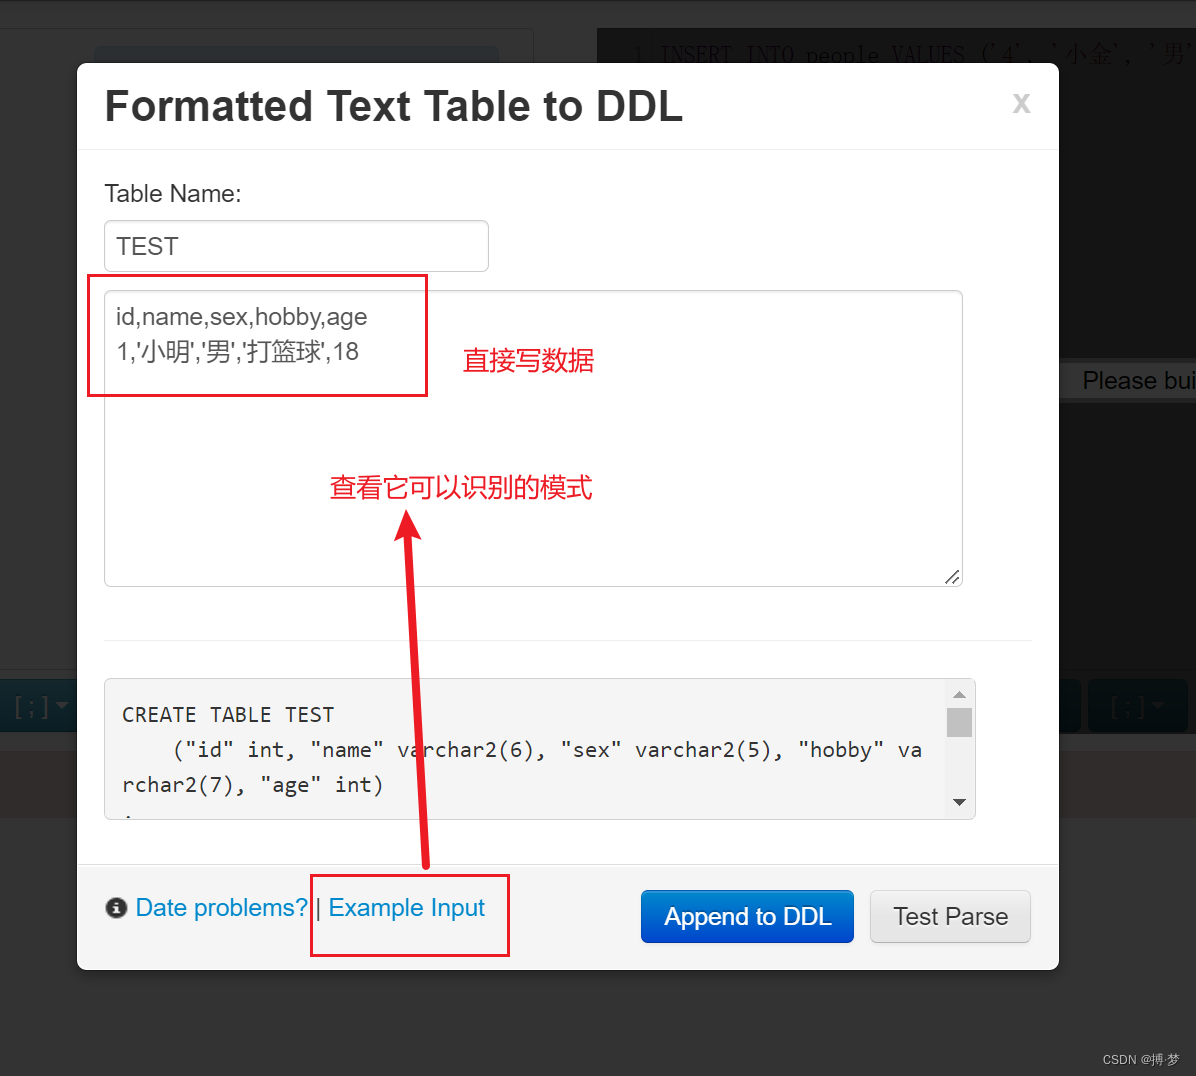 1 INSERT INTO people VALUES ('4', '小金', '男'
Formatted Text Table to DDL
x
Table Name:
TEST
id,name,sex,hobby,age
1,'小明','男','打篮球',18
直接写数据
Please bui
查看它可以识别的模式
[;]
[;]
CREATE TABLE TEST
("id" int, "name" varchar2(6), "sex" varchar2(5), "hobby" va
rchar2(7), "age" int)
;
Date problems? | Example Input
Append to DDL
Test Parse
CSDN @搏·梦